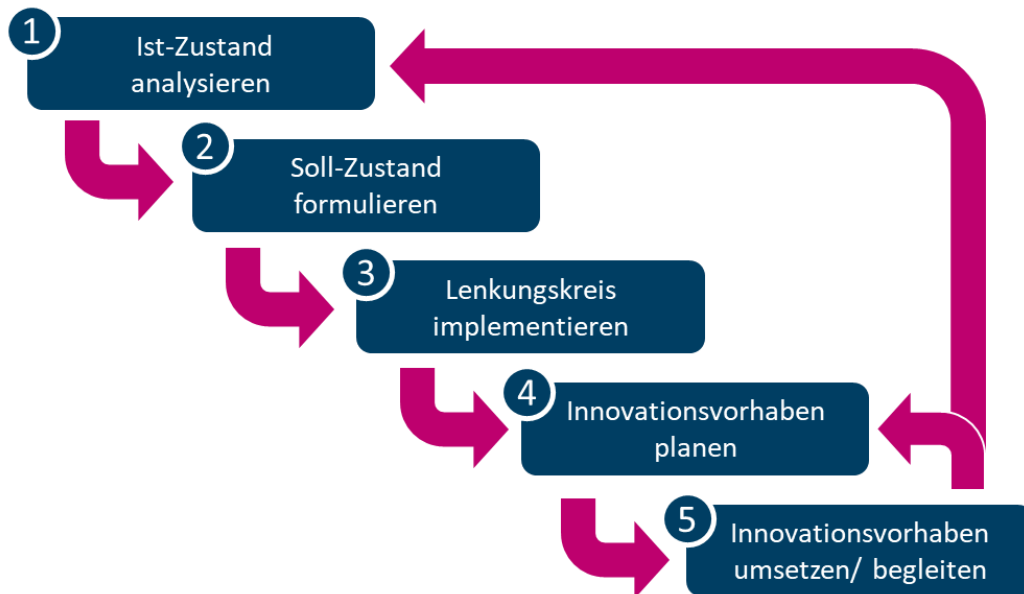 1
Ist-Zustand
analysieren
2
Soll-Zustand
formulieren
3
Lenkungskreis
implementieren
4
Innovationsvorhaben
planen
5
Innovationsvorhaben
umsetzen/ begleiten